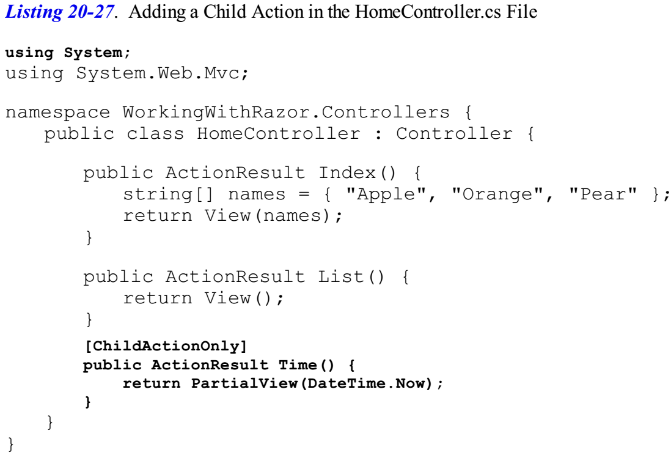 Listing 20-27. Adding a Child Action in the HomeController.cs File
using System;
using System.Web.Mvc;
namespace WorkingWithRazor.Controllers {
public class HomeController : Controller {
public ActionResult Index() {
string[] names = { "Apple", "Orange", "Pear" };
return View(names);
}
public ActionResult List() {
return View();
}
[ChildActionOnly]
public ActionResult Time() {
return PartialView(DateTime.Now);
}
}
}